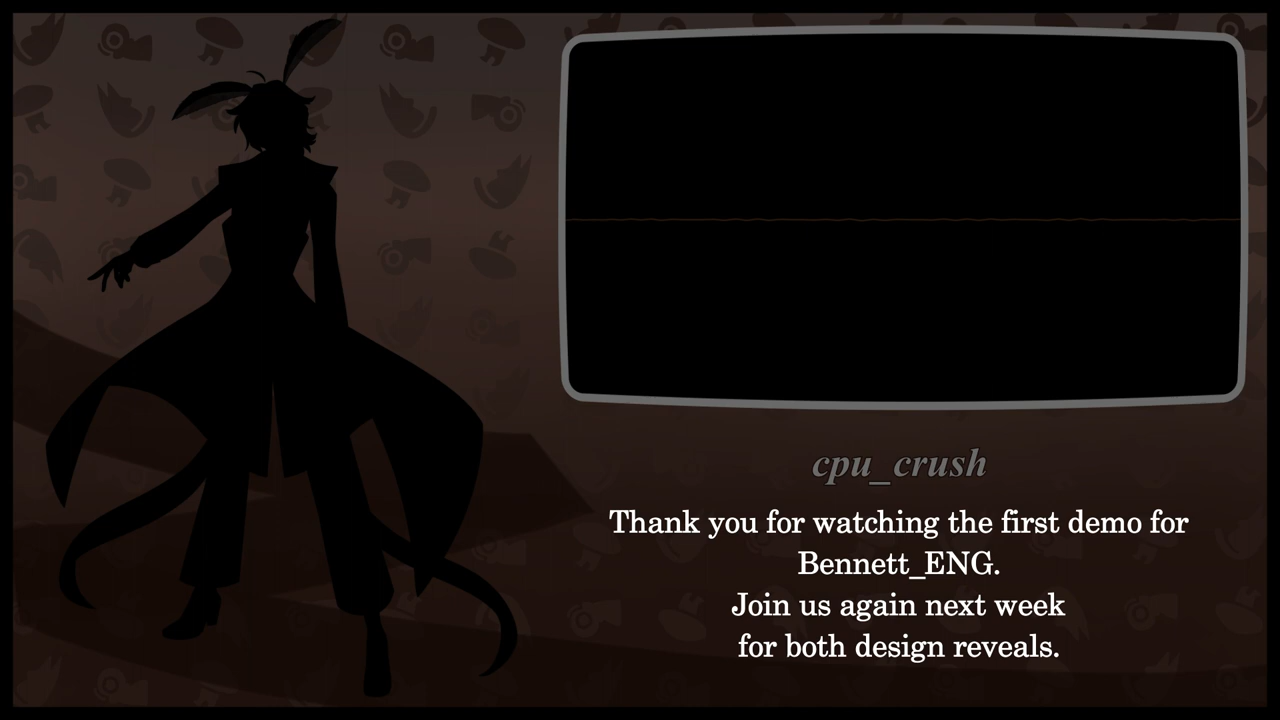 cpu_crush
Thank you for watching the first demo for
Bennett_ENG.
Join us again next week
for both design reveals.